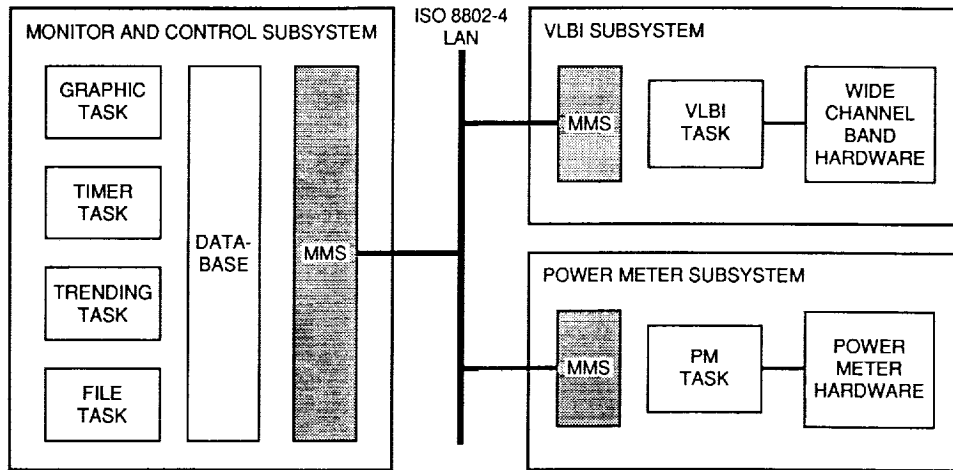 MONITOR AND CONTROL SUBSYSTEM
GRAPHIC
TASK
TIMER
TASK
TRENDING
TASK
FILE
TASK
DATA-
BASE
MMS
ISO 8802-4
LAN
VLBI SUBSYSTEM
MMS
VLBI
TASK
WIDE
CHANNEL
BAND
HARDWARE
POWER METER SUBSYSTEM
MMS
PM
TASK
POWER
METER
HARDWARE